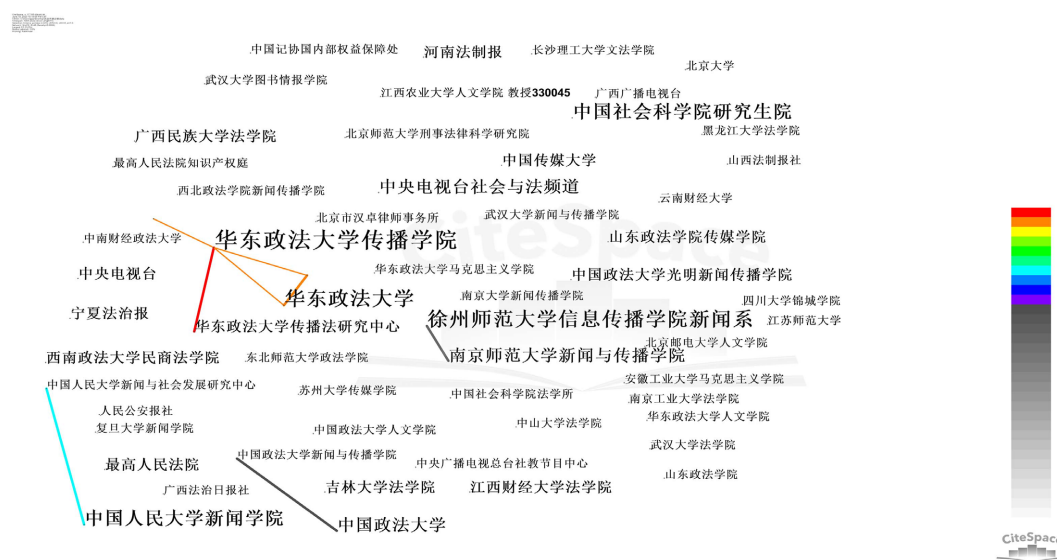 中国记协国内部权益保障处
河南法制报
长沙理工大学文法学院
北京大学
武汉大学图书情报学院
江西农业大学人文学院 教授330045
广西广播电视台
中国社会科学院研究生院
广西民族大学法学院
北京师范大学刑事法律科学研究院
黑龙江大学法学院
最高人民法院知识产权庭
中国传媒大学
山西法制报社
西北政法学院新闻传播学院
中央电视台社会与法频道
云南财经大学
北京市汉卓律师事务所
武汉大学新闻与传播学院
中南财经政法大学
华东政法大学传播学院
山东政法学院传媒学院
中央电视台
华东政法大学马克思主义学院
中国政法大学光明新闻传播学院
华东政法大学
南京大学新闻传播学院
四川大学锦城学院
宁夏法治报
华东政法大学传播法研究中心
徐州师范大学信息传播学院新闻系
江苏师范大学
北京邮电大学人文学院
西南政法大学民商法学院
东北师范大学政法学院
南京师范大学新闻与传播学院
中国人民大学新闻与社会发展研究中心
苏州大学传媒学院
中国社会科学院法学所
安徽工业大学马克思主义学院
南京工业大学法学院
人民公安报社
华东政法大学人文学院
复旦大学新闻学院
中国政法大学人文学院
中山大学法学院
武汉大学法学院
最高人民法院
中国政法大学新闻与传播学院
中央广播电视总台社教节目中心
山东政法学院
广西法治日报社
吉林大学法学院
江西财经大学法学院
中国人民大学新闻学院
中国政法大学
CiteSpace
CiteSpace